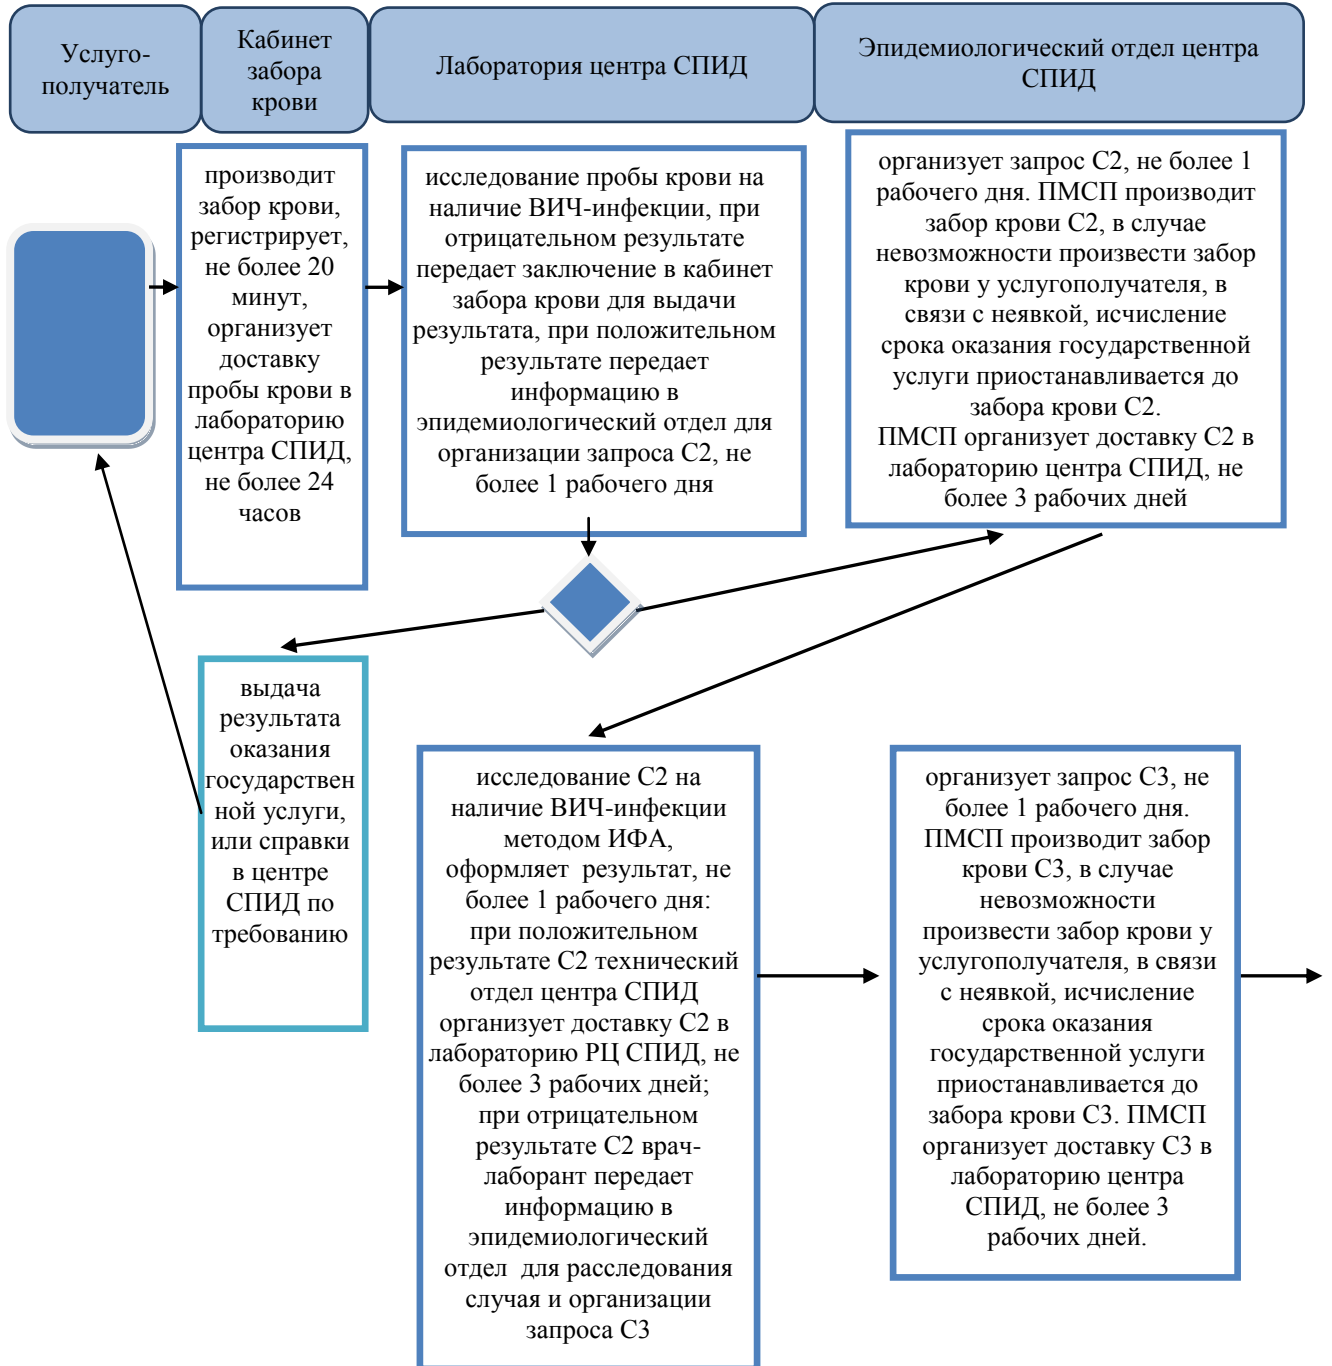 Услуго-
получатель
Кабинет
забора
крови
Лаборатория центра СПИД
Эпидемиологический отдел центра
СПИД
производит
забор крови,
регистрирует,
не более 20
минут,
организует
доставку
пробы крови в
лабораторию
центра СПИД,
не более 24
часов
исследование пробы крови на
наличие ВИЧ-инфекции, при
отрицательном результате
передает заключение в кабинет
забора крови для выдачи
результата, при положительном
результате передает
информацию в
эпидемиологический отдел для
организации запроса С2, не
более 1 рабочего дня
организует запрос С2, не более 1
рабочего дня. ПМСП производит
забор крови С2, в случае
невозможности произвести забор
крови у услугополучателя, в
связи с неявкой, исчисление
срока оказания государственной
услуги приостанавливается до
забора крови С2.
ПМСП организует доставку С2 в
лабораторию центра СПИД, не
более 3 рабочих дней
выдача
результата
оказания
государствен
ной услуги,
или справки
в центре
СПИД по
требованию
исследование С2 на
наличие ВИЧ-инфекции
методом ИФА,
оформляет результат, не
более 1 рабочего дня:
при положительном
результате С2 технический
отдел центра СПИД
организует доставку С2 в
лабораторию РЦ СПИД, не
более 3 рабочих дней;
при отрицательном
результате С2 врач-
лаборант передает
информацию в
эпидемиологический
отдел для расследования
случая и организации
запроса С3
организует запрос С3, не
более 1 рабочего дня.
ПМСП производит забор
крови С3, в случае
невозможности
произвести забор крови у
услугополучателя, в связи
с неявкой, исчисление
срока оказания
государственной услуги
приостанавливается до
забора крови С3. ПМСП
организует доставку С3 в
лабораторию центра
СПИД, не более 3
рабочих дней.